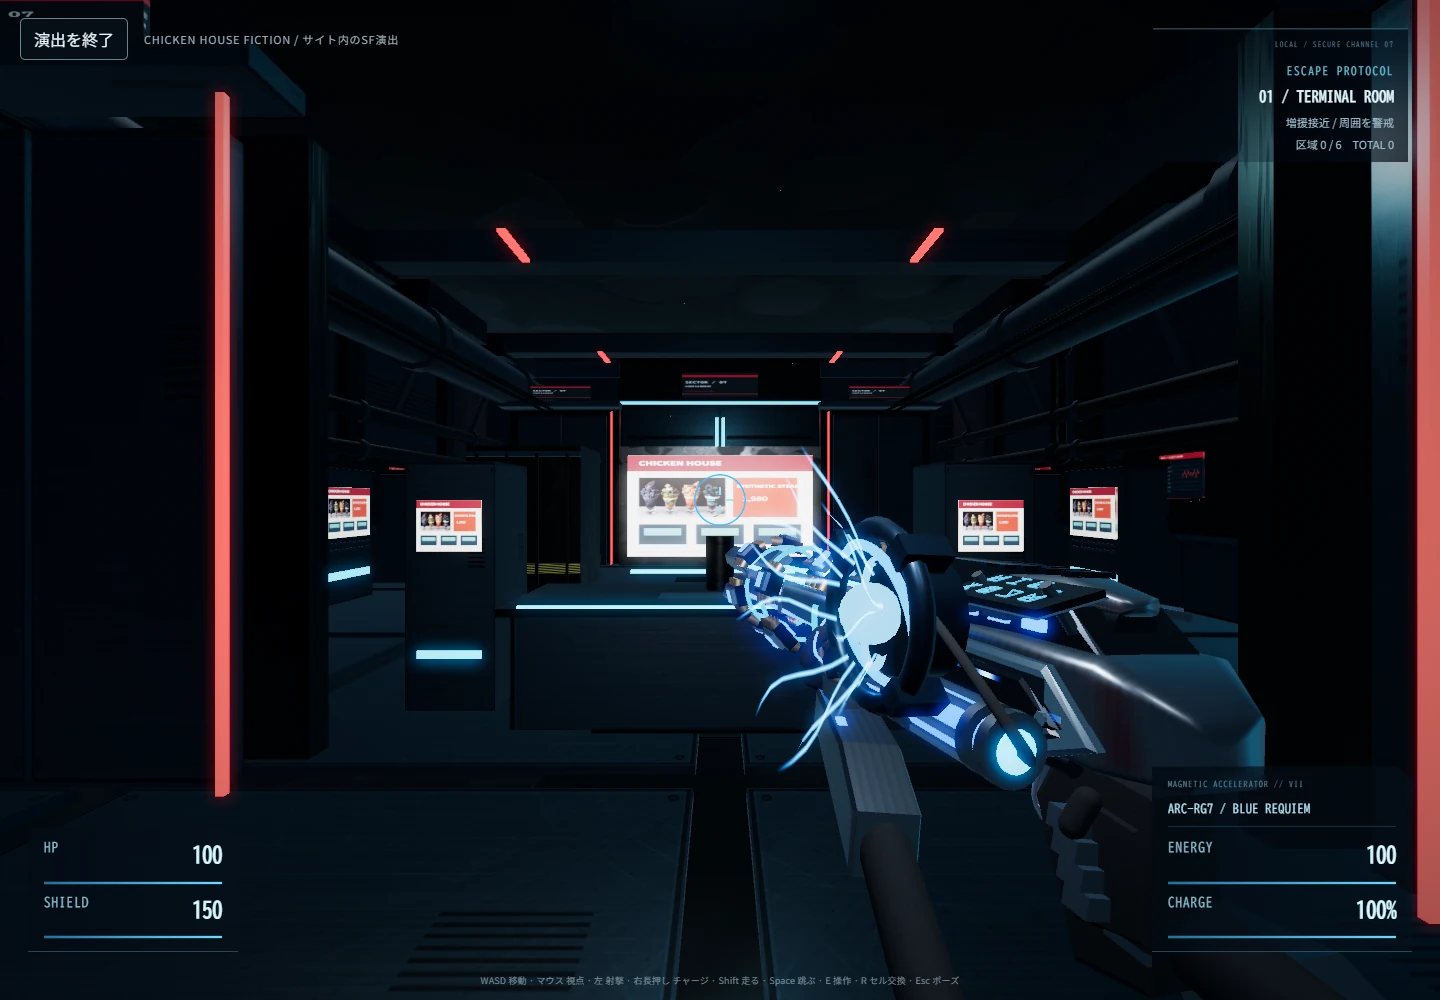 07
演出を終了
CHICKEN HOUSE FICTION / サイト内のSF演出
LOCAL / SECURE CHANNEL 07
ESCAPE PROTOCOL
01 / TERMINAL ROOM
増援接近 / 周囲を警戒
区域 0 / 6 TOTAL 0
SECTOR / 07
CHICKEN HOUSE
HP
100
SHIELD
150
MAGNETIC ACCELERATOR // VII
ARC-RG7 / BLUE REQUIEM
ENERGY
100
CHARGE
100%
WASD 移動 · マウス 視点 · 左 射撃 · 右長押し チャージ · Shift 走る · Space 跳ぶ · E 操作 · R セル交換 · Esc ポーズ